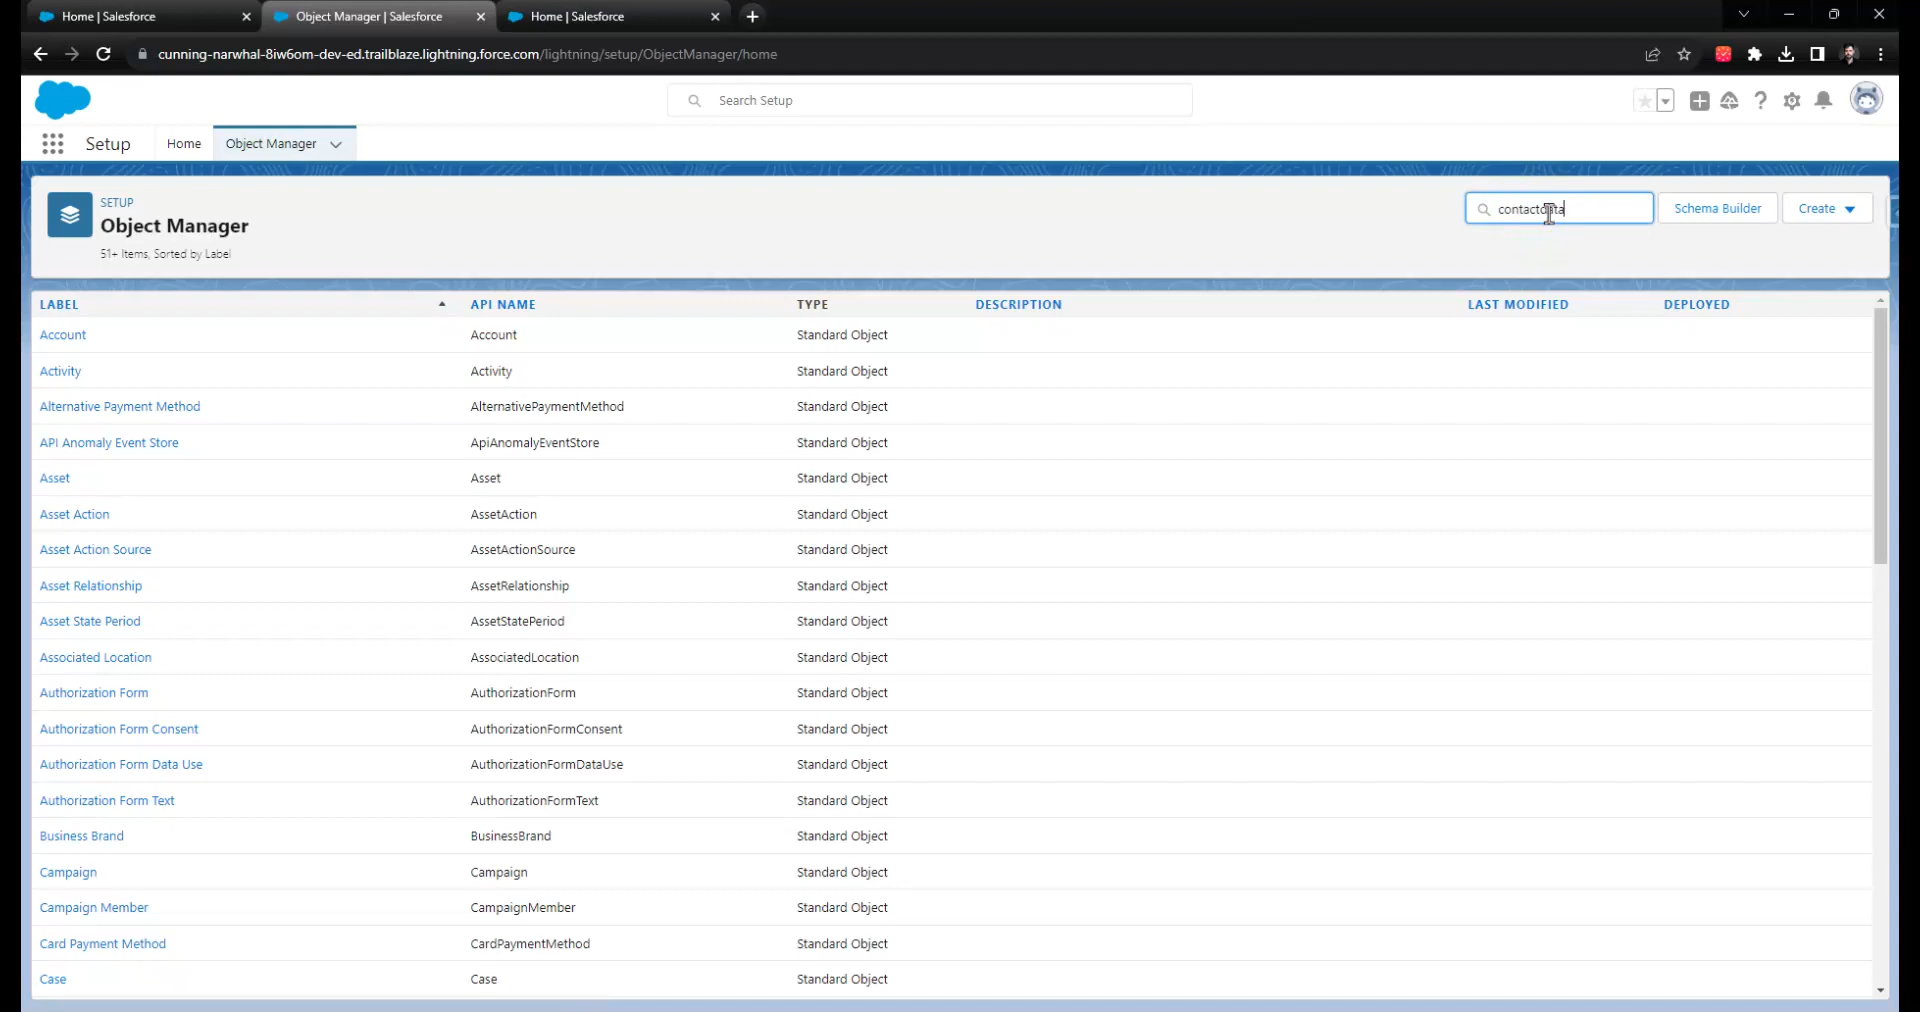 Home | Salesforce
Object Manager | Salesforce
Home | Salesforce
cunning-narwhal-8iw6om-dev-ed.trailblaze.lightning.force.com/lightning/setup/ObjectManager/home
Search Setup
Setup
Home
Object Manager
SETUP
Object Manager
51+ Items, Sorted by Label
contactdata
Schema Builder
Create
LABEL API NAME TYPE DESCRIPTION LAST MODIFIED DEPLOYED
Account Account Standard Object
Activity Activity Standard Object
Alternative Payment Method AlternativePaymentMethod Standard Object
API Anomaly Event Store ApiAnomalyEventStore Standard Object
Asset Asset Standard Object
Asset Action AssetAction Standard Object
Asset Action Source AssetActionSource Standard Object
Asset Relationship AssetRelationship Standard Object
Asset State Period AssetStatePeriod Standard Object
Associated Location AssociatedLocation Standard Object
Authorization Form AuthorizationForm Standard Object
Authorization Form Consent AuthorizationFormConsent Standard Object
Authorization Form Data Use AuthorizationFormDataUse Standard Object
Authorization Form Text AuthorizationFormText Standard Object
Business Brand BusinessBrand Standard Object
Campaign Campaign Standard Object
Campaign Member CampaignMember Standard Object
Card Payment Method CardPaymentMethod Standard Object
Case Case Standard Object